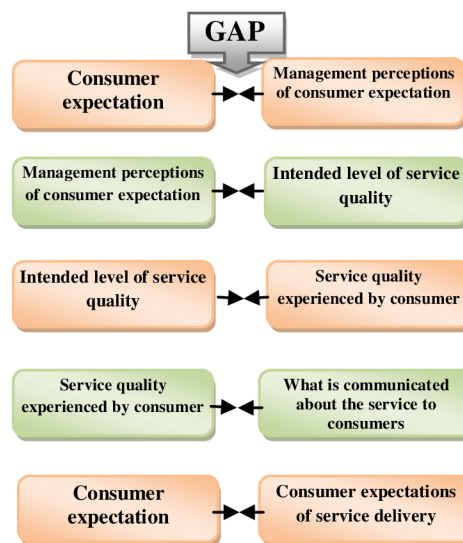 GAP
Consumer
expectation
Management perceptions
of consumer expectation
Management perceptions
of consumer expectation
Intended level of service
quality
Intended level of service
quality
Service quality
experienced by consumer
Service quality
experienced by consumer
What is communicated
about the service to
consumers
Consumer
expectation
Consumer expectations
of service delivery